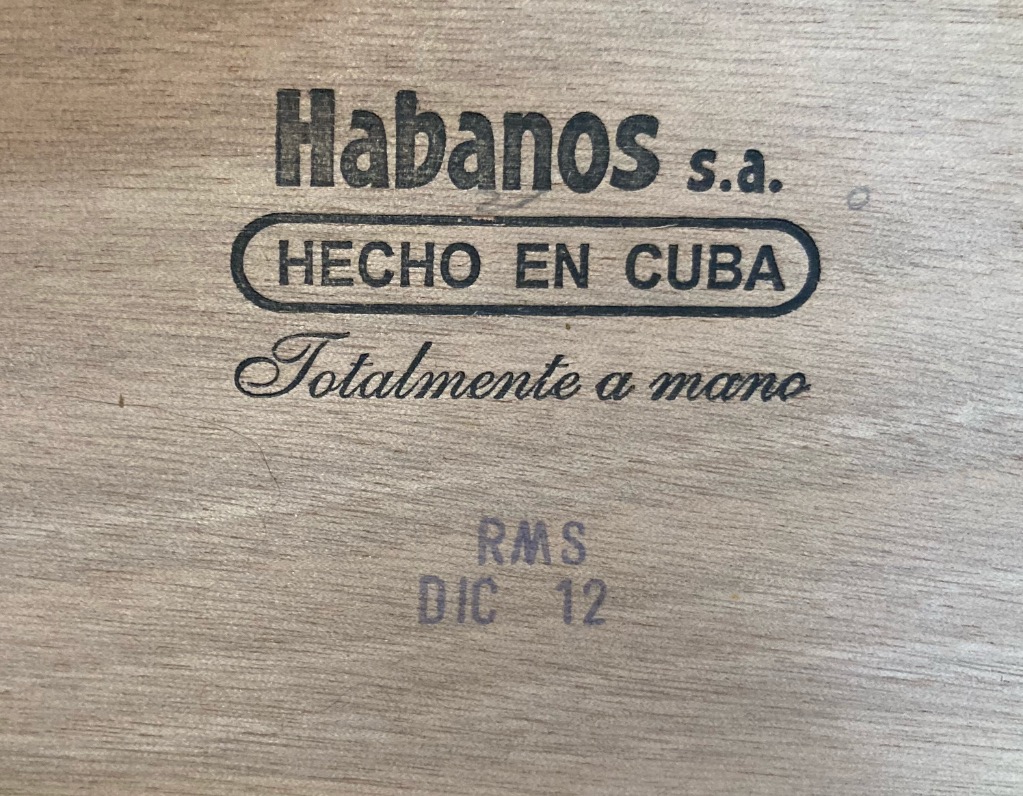 Habanos s.a.
HECHO EN CUBA
Totalmente a mano
RMS
DIC 12